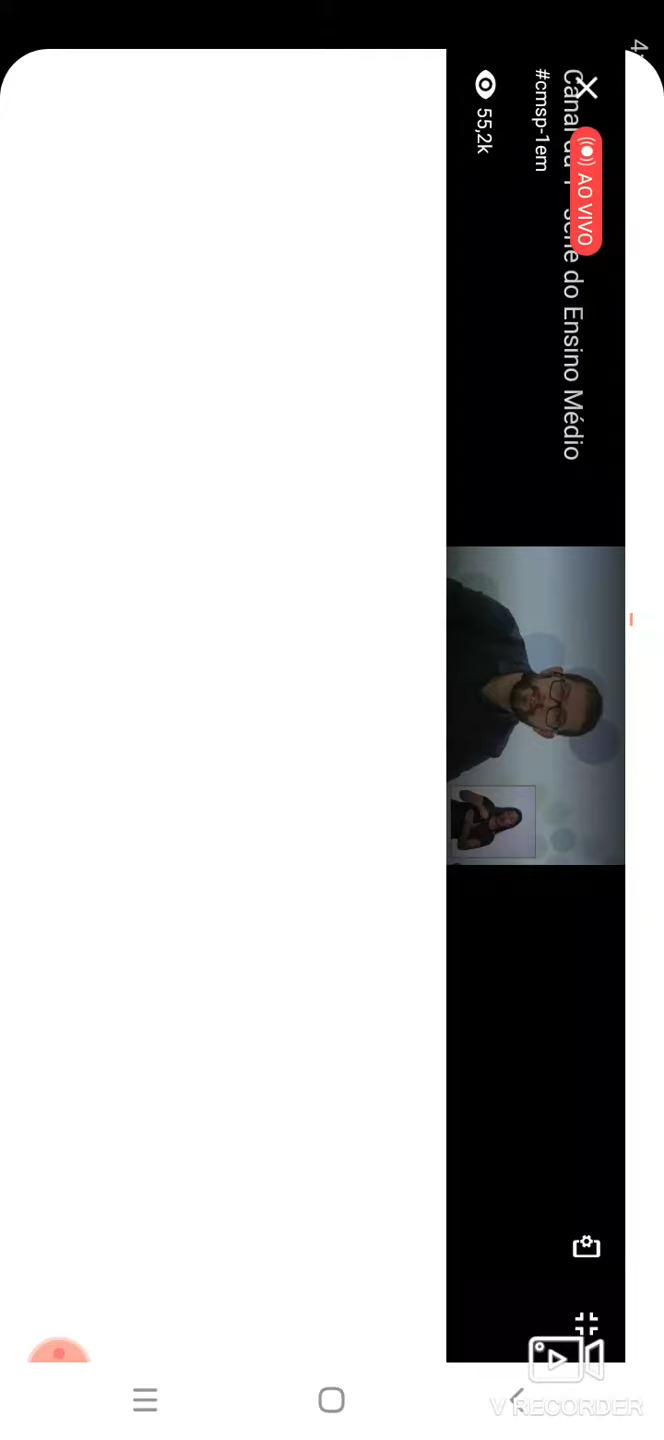 Canal da 1ª série do Ensino Médio
AO VIVO
#cmsp-1em
55,2k
V RECORDER